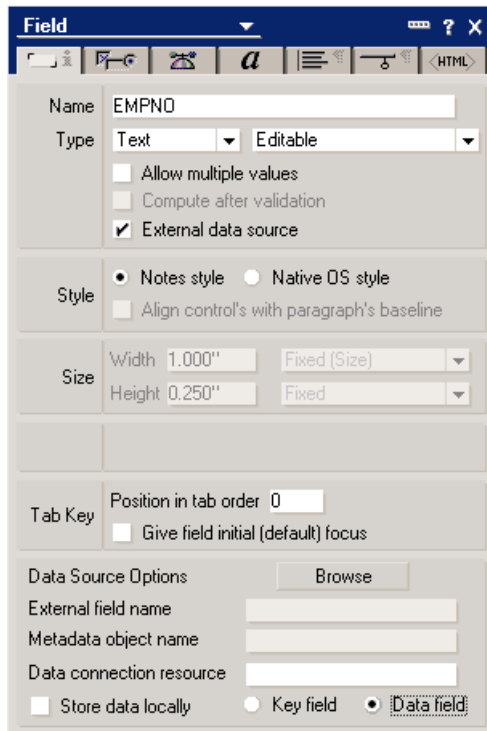 Field ?
i a <HTML>
Name EMPNO
Type Text Editable
Allow multiple values
Compute after validation
External data source
Style Notes style Native OS style
Align control's with paragraph's baseline
Size Width 1.000" Fixed (Size)
Height 0.250" Fixed
Tab Key Position in tab order 0
Give field initial (default) focus
Data Source Options Browse
External field name
Metadata object name
Data connection resource
Store data locally Key field Data field